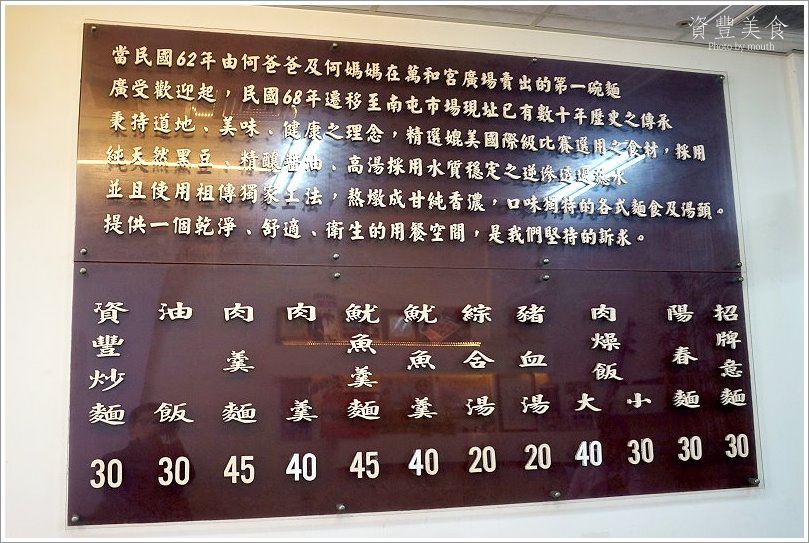 資豐美食
Photo by mouth
當民國62年由何爸爸及何媽媽在萬和宮廣場賣出的第一碗麵
廣受歡迎起，民國68年遷移至南屯市場現址已有數十年歷史之傳承
秉持道地、美味、健康之理念，精選媲美國際級比賽選用之食材，採用
純天然黑豆、精釀醬油、高湯採用水質穩定之逆滲透過濾水
並且使用祖傳獨家工法，熬燉成甘純香濃，口味獨特的各式麵食及湯頭。
提供一個乾淨、舒適、衛生的用餐空間，是我們堅持的訴求。
招牌意麵 30
陽春麵 30
肉燥飯 大 40 小 30
豬血湯 20
綜合湯 20
魷魚羹 40
魷魚羹麵 45
肉羹 40
肉羹麵 45
油飯 30
資豐炒麵 30